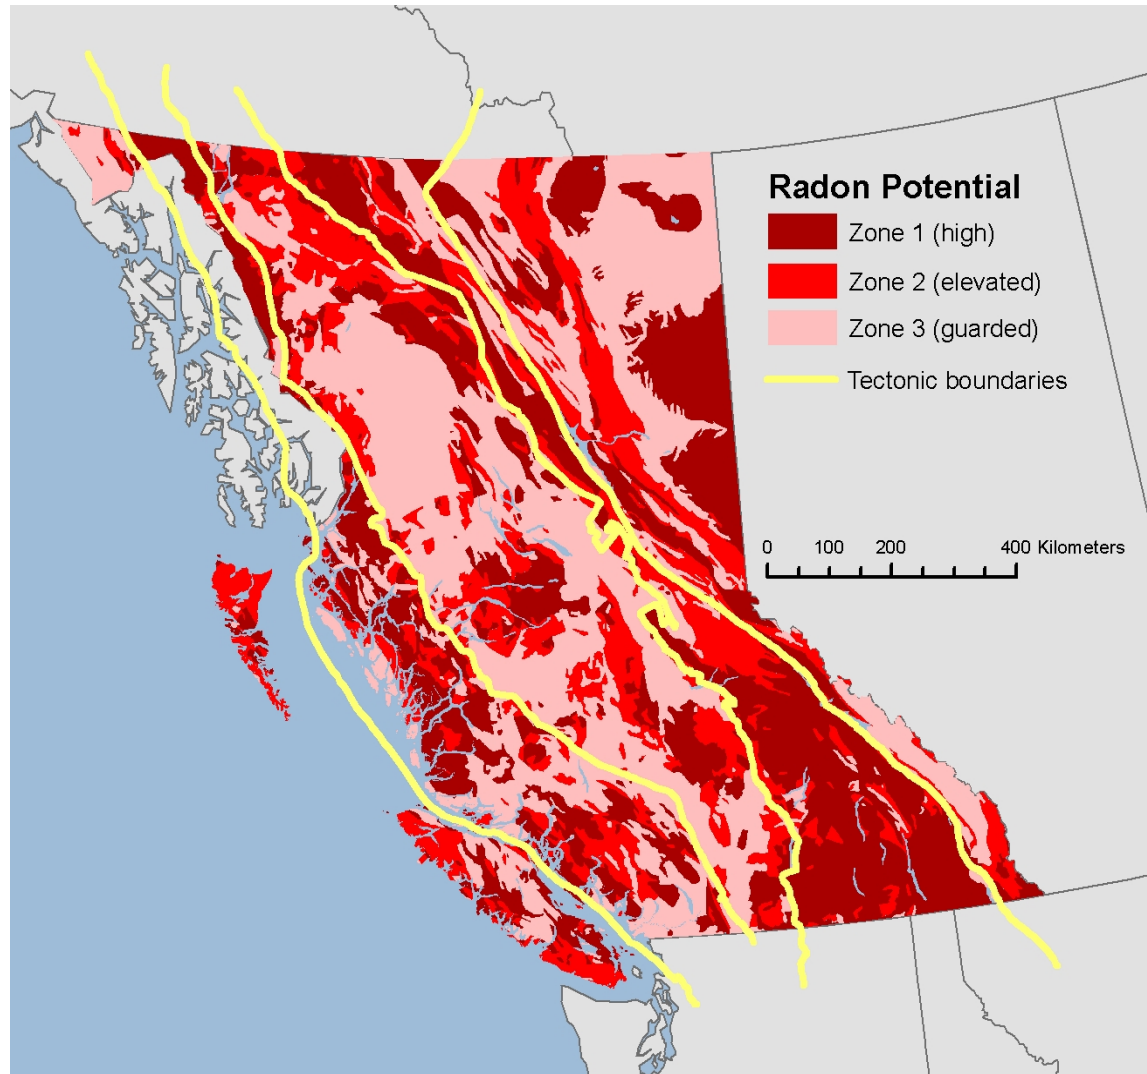 Radon Potential
Zone 1 (high)
Zone 2 (elevated)
Zone 3 (guarded)
Tectonic boundaries
0 100 200 400 Kilometers